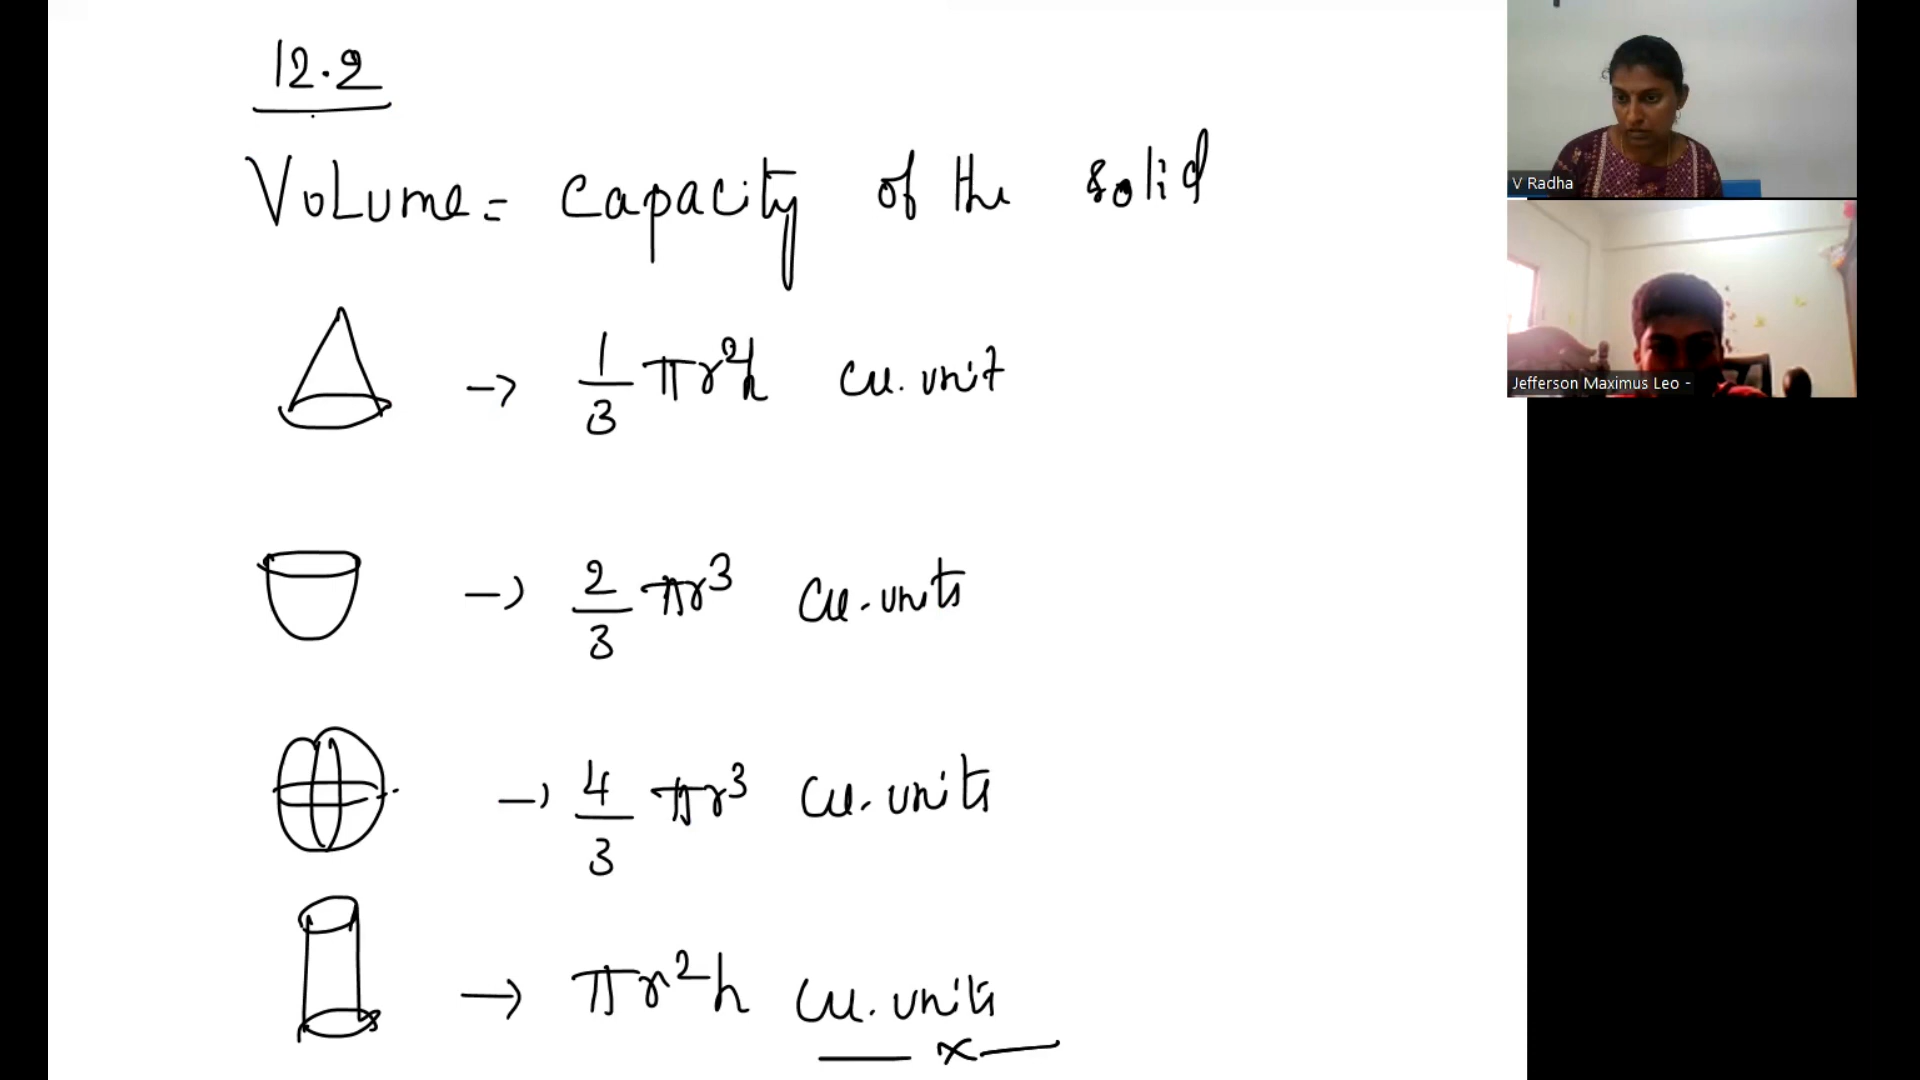 12.2
Volume = capacity of the solid
→ 1/3 πr²h cu. unit
→ 2/3 πr³ cu. units
→ 4/3 πr³ cu. units
→ πr²h cu. units
x
V Radha
Jefferson Maximus Leo -